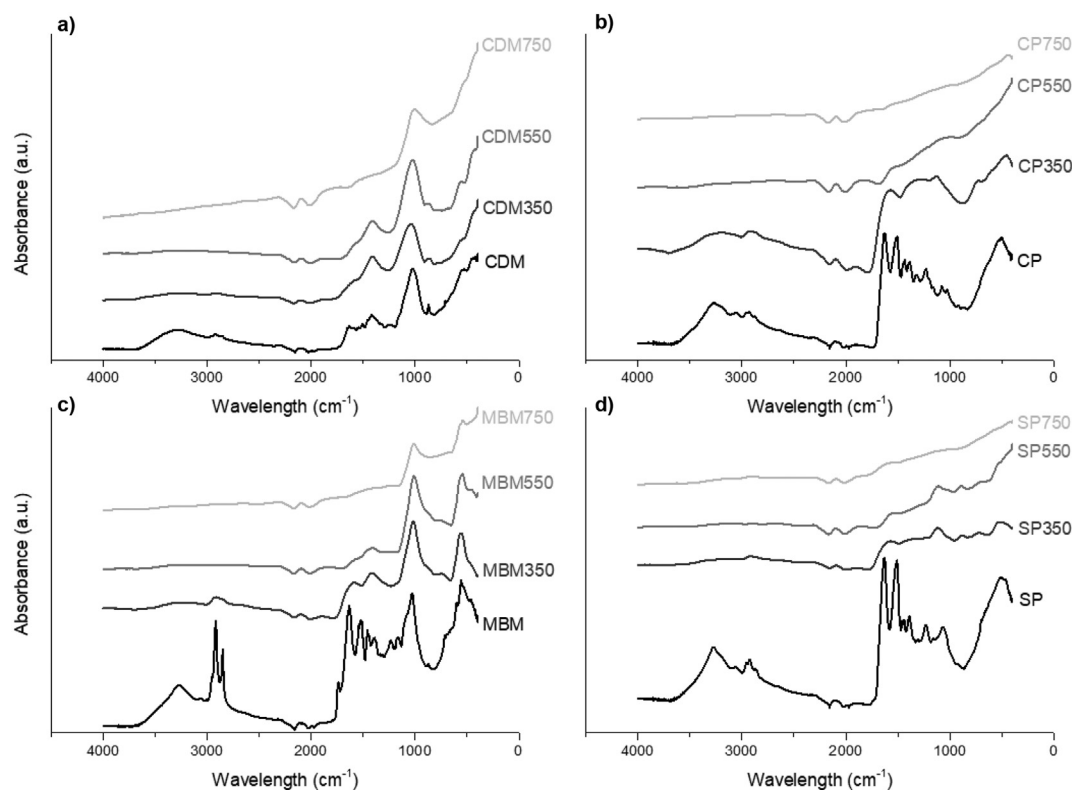 a)
CDM750
CDM550
CDM350
CDM
Absorbance (a.u.)
4000 3000 2000 1000 0
Wavelength (cm⁻¹)
b)
CP750
CP550
CP350
CP
4000 3000 2000 1000 0
Wavelength (cm⁻¹)
c)
MBM750
MBM550
MBM350
MBM
Absorbance (a.u.)
4000 3000 2000 1000 0
Wavelength (cm⁻¹)
d)
SP750
SP550
SP350
SP
4000 3000 2000 1000 0
Wavelength (cm⁻¹)